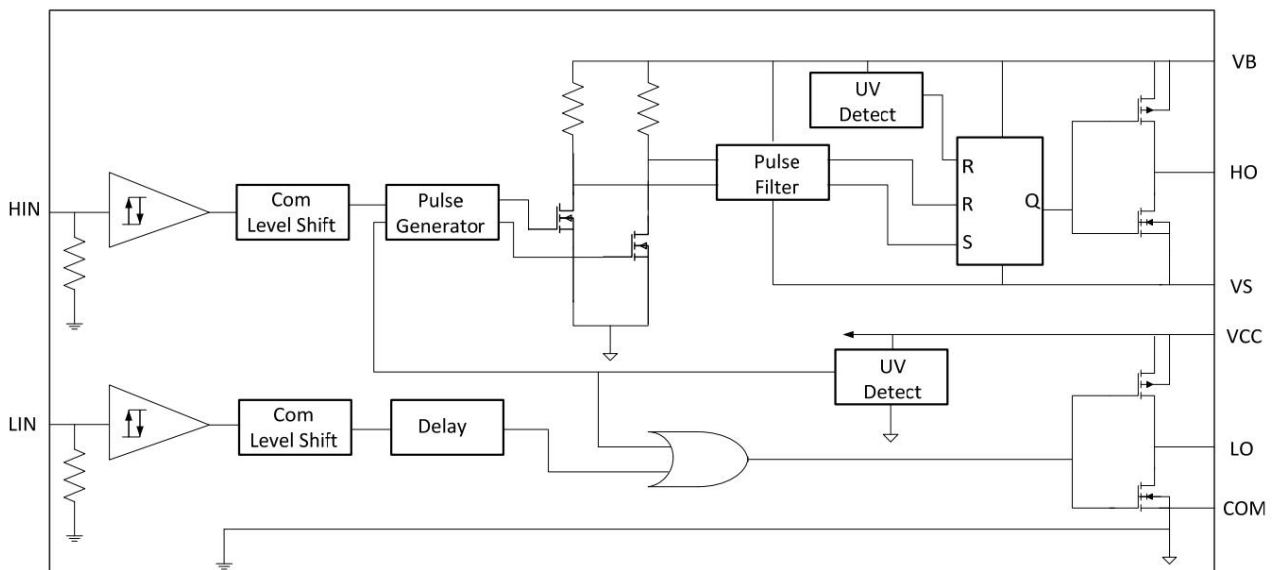 VB
UV
Detect
HIN
Com
Level Shift
Pulse
Generator
Pulse
Filter
R
R
S
Q
HO
VS
VCC
UV
Detect
LIN
Com
Level Shift
Delay
LO
COM